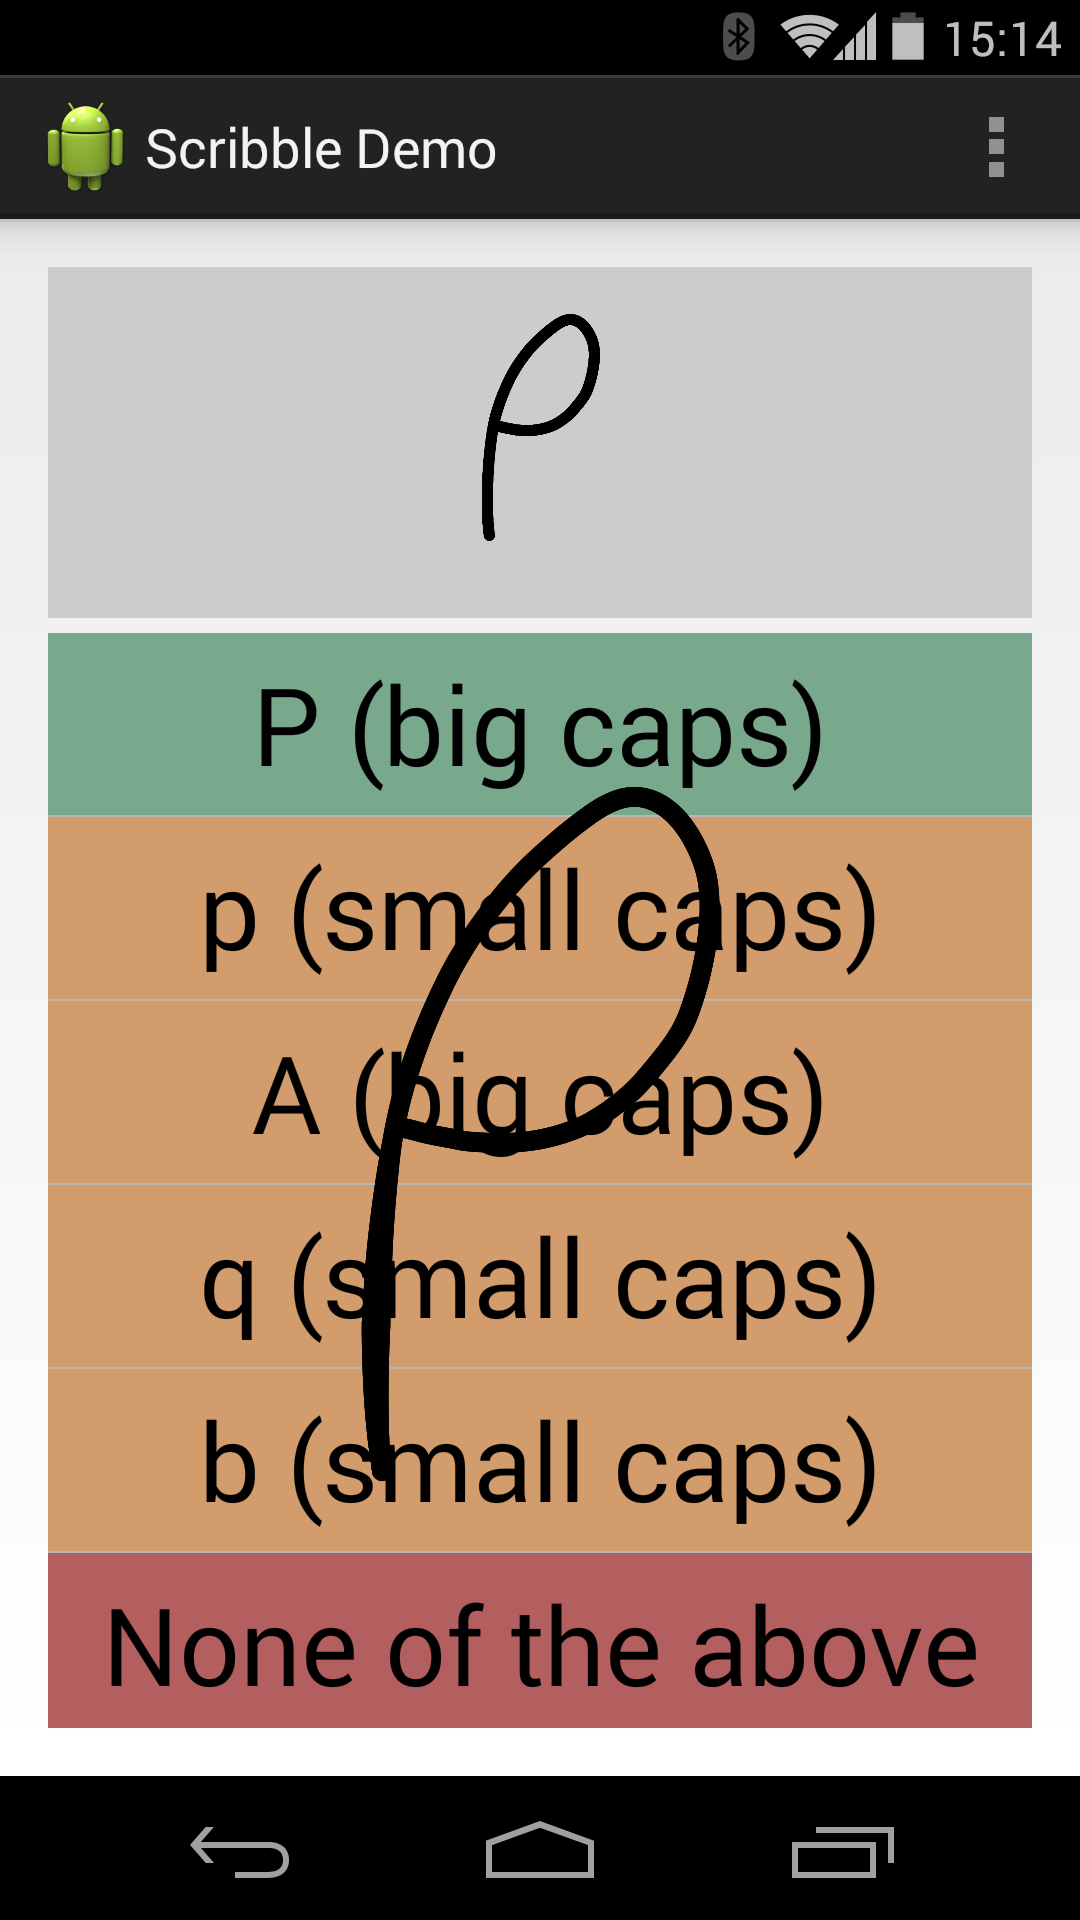 15:14
Scribble Demo
P
P (big caps)
p (small caps)
A (big caps)
q (small caps)
b (small caps)
None of the above